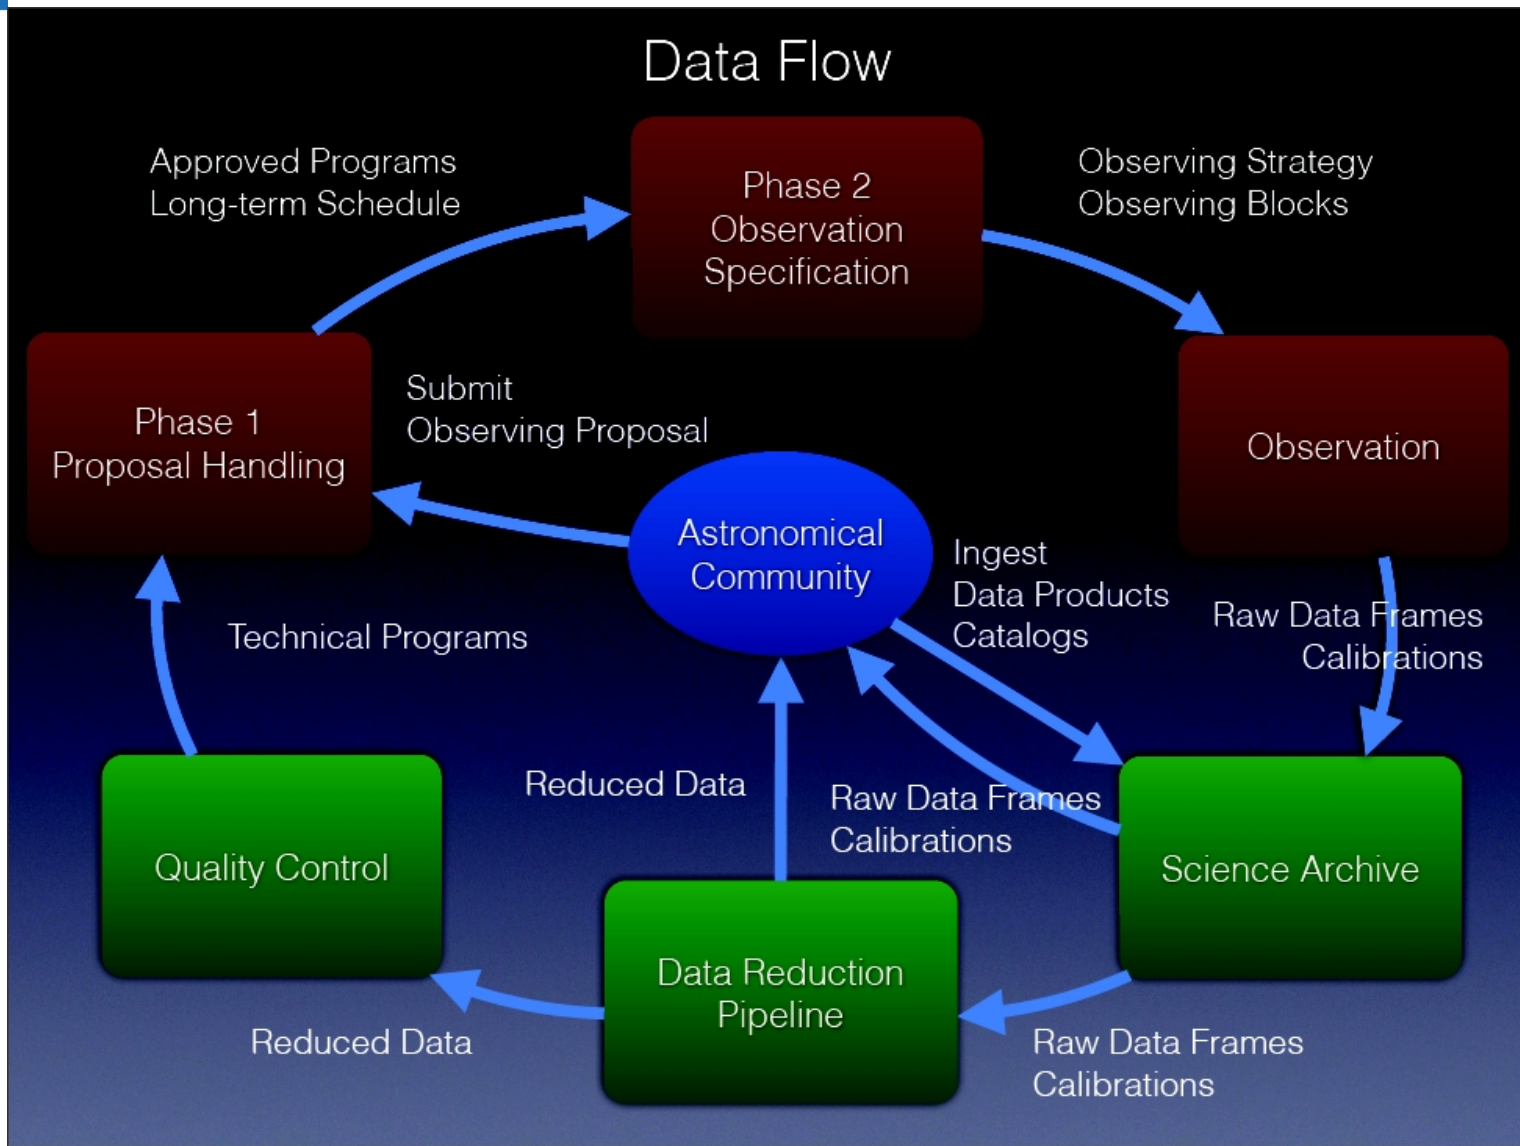 Data Flow
Approved Programs
Long-term Schedule
Phase 2
Observation
Specification
Observing Strategy
Observing Blocks
Phase 1
Proposal Handling
Submit
Observing Proposal
Observation
Astronomical
Community
Ingest
Data Products
Catalogs
Raw Data Frames
Calibrations
Technical Programs
Reduced Data
Raw Data Frames
Calibrations
Quality Control
Science Archive
Data Reduction
Pipeline
Reduced Data
Raw Data Frames
Calibrations